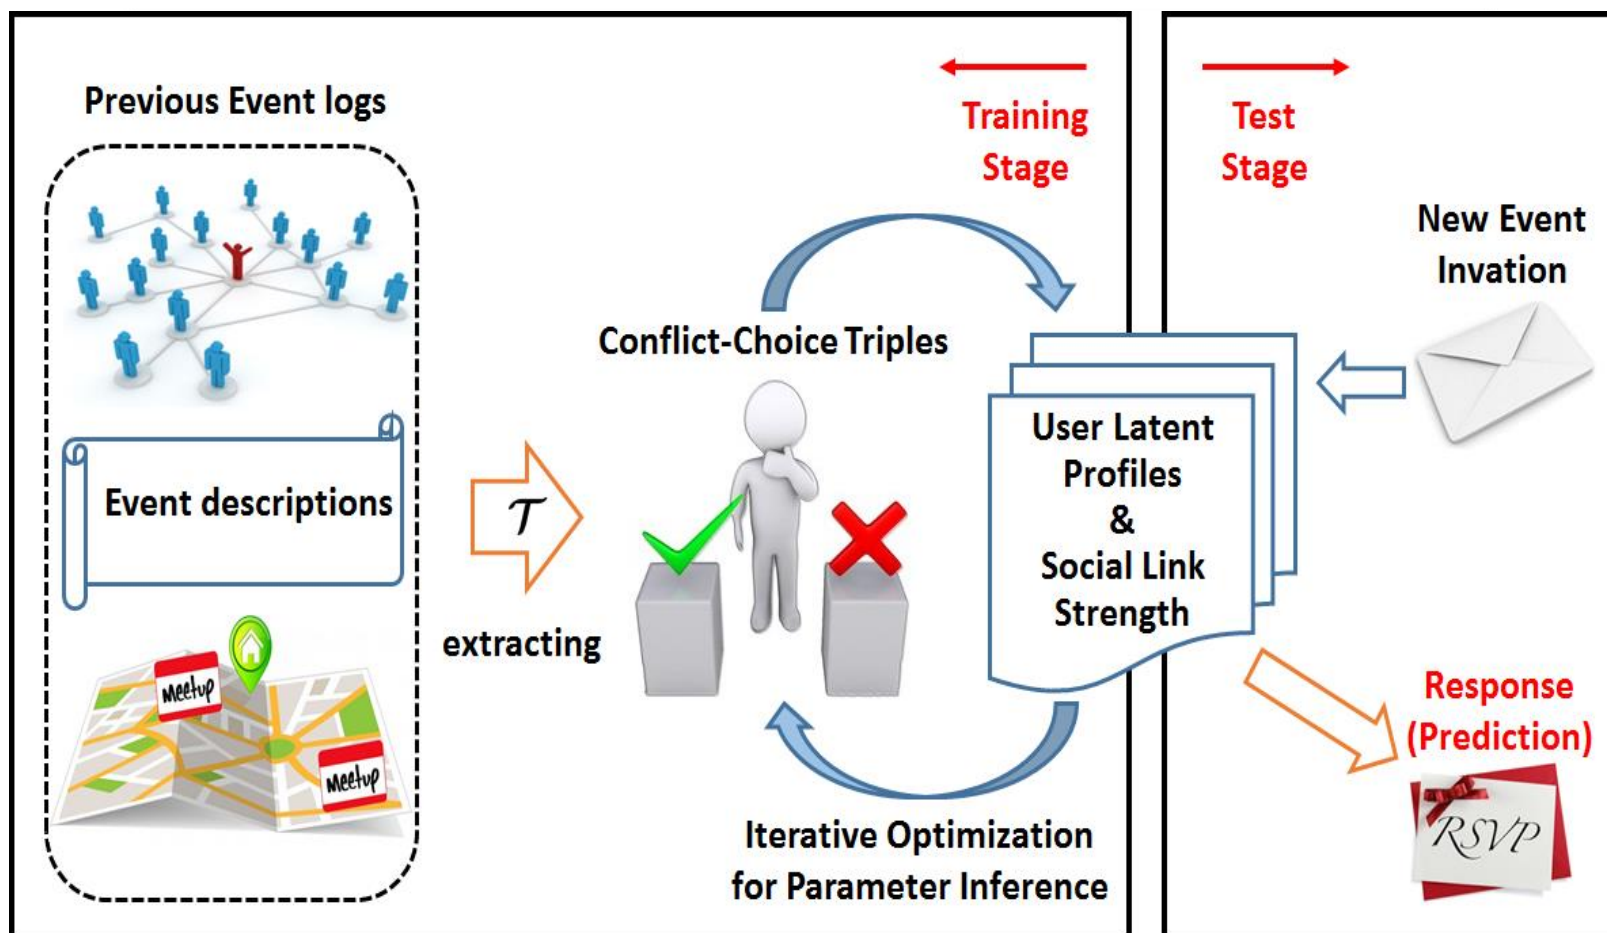 Previous Event logs
Event descriptions
meetup
meetup
𝒯
extracting
Conflict-Choice Triples
Iterative Optimization
for Parameter Inference
Training
Stage
User Latent
Profiles
&
Social Link
Strength
Test
Stage
New Event
Invation
Response
(Prediction)
RSVP